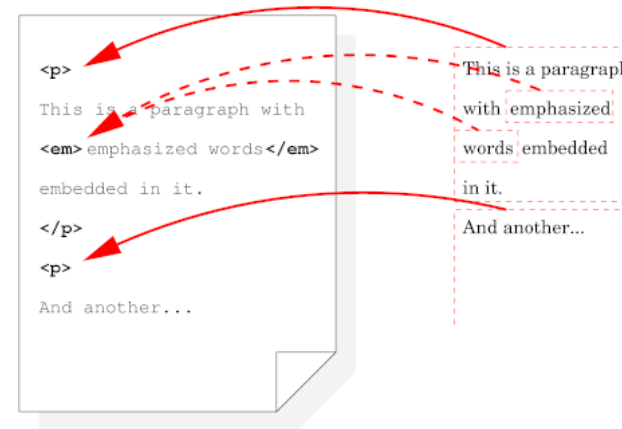 <p>
This is a paragraph with
<em>emphasized words</em>
embedded in it.
</p>
<p>
And another...
This is a paragraph
with emphasized
words embedded
in it.
And another...